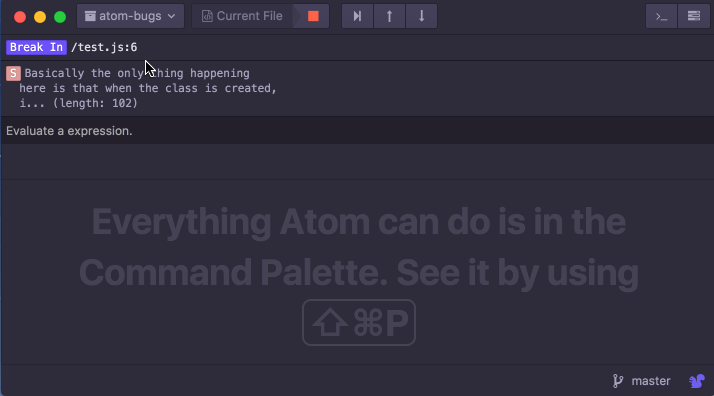 atom-bugs
Current File
Break In /test.js:6
S Basically the only thing happening
here is that when the class is created,
i... (length: 102)
Evaluate a expression.
Everything Atom can do is in the
Command Palette. See it by using
⇧⌘P
master